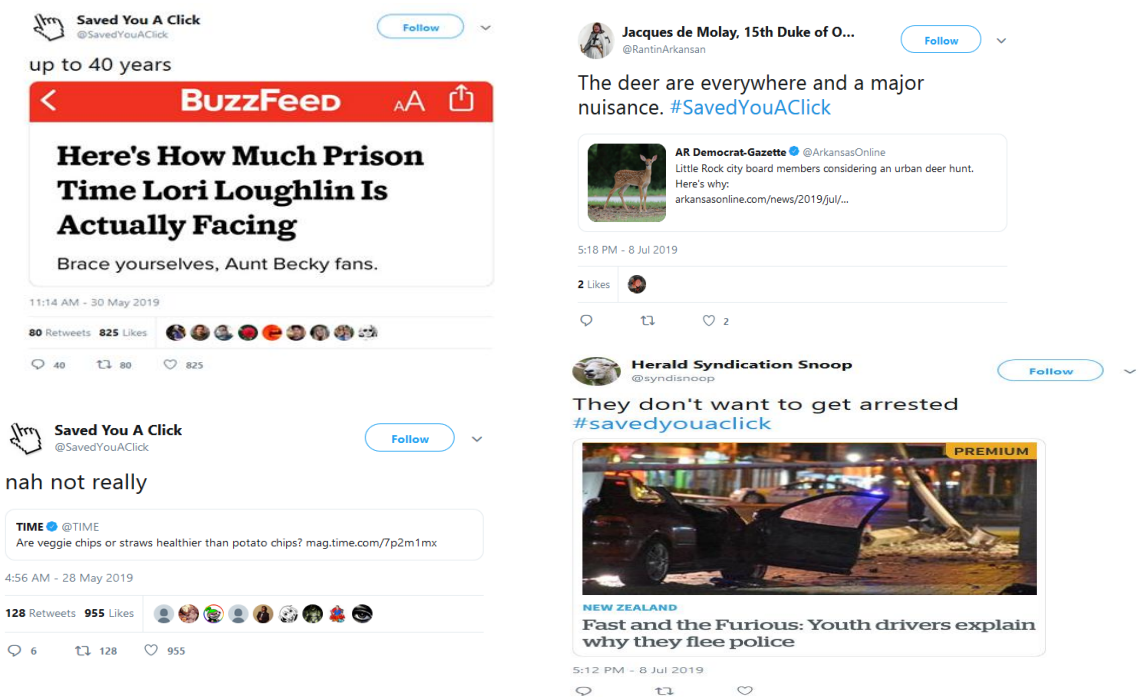 Saved You A Click
@SavedYouAClick
Follow
up to 40 years
BuzzFeed
AA
Here's How Much Prison
Time Lori Loughlin Is
Actually Facing
Brace yourselves, Aunt Becky fans.
11:14 AM - 30 May 2019
80 Retweets 825 Likes
40 80 825
Saved You A Click
@SavedYouAClick
Follow
nah not really
TIME @TIME
Are veggie chips or straws healthier than potato chips? mag.time.com/7p2m1mx
4:56 AM - 28 May 2019
128 Retweets 955 Likes
6 128 955
Jacques de Molay, 15th Duke of O...
@RantinArkansan
Follow
The deer are everywhere and a major
nuisance. #SavedYouAClick
AR Democrat-Gazette @ArkansasOnline
Little Rock city board members considering an urban deer hunt.
Here's why:
arkansasonline.com/news/2019/jul/...
5:18 PM - 8 Jul 2019
2 Likes
2
Herald Syndication Snoop
@syndisnoop
Follow
They don't want to get arrested
#savedyouaclick
PREMIUM
NEW ZEALAND
Fast and the Furious: Youth drivers explain
why they flee police
5:12 PM - 8 Jul 2019